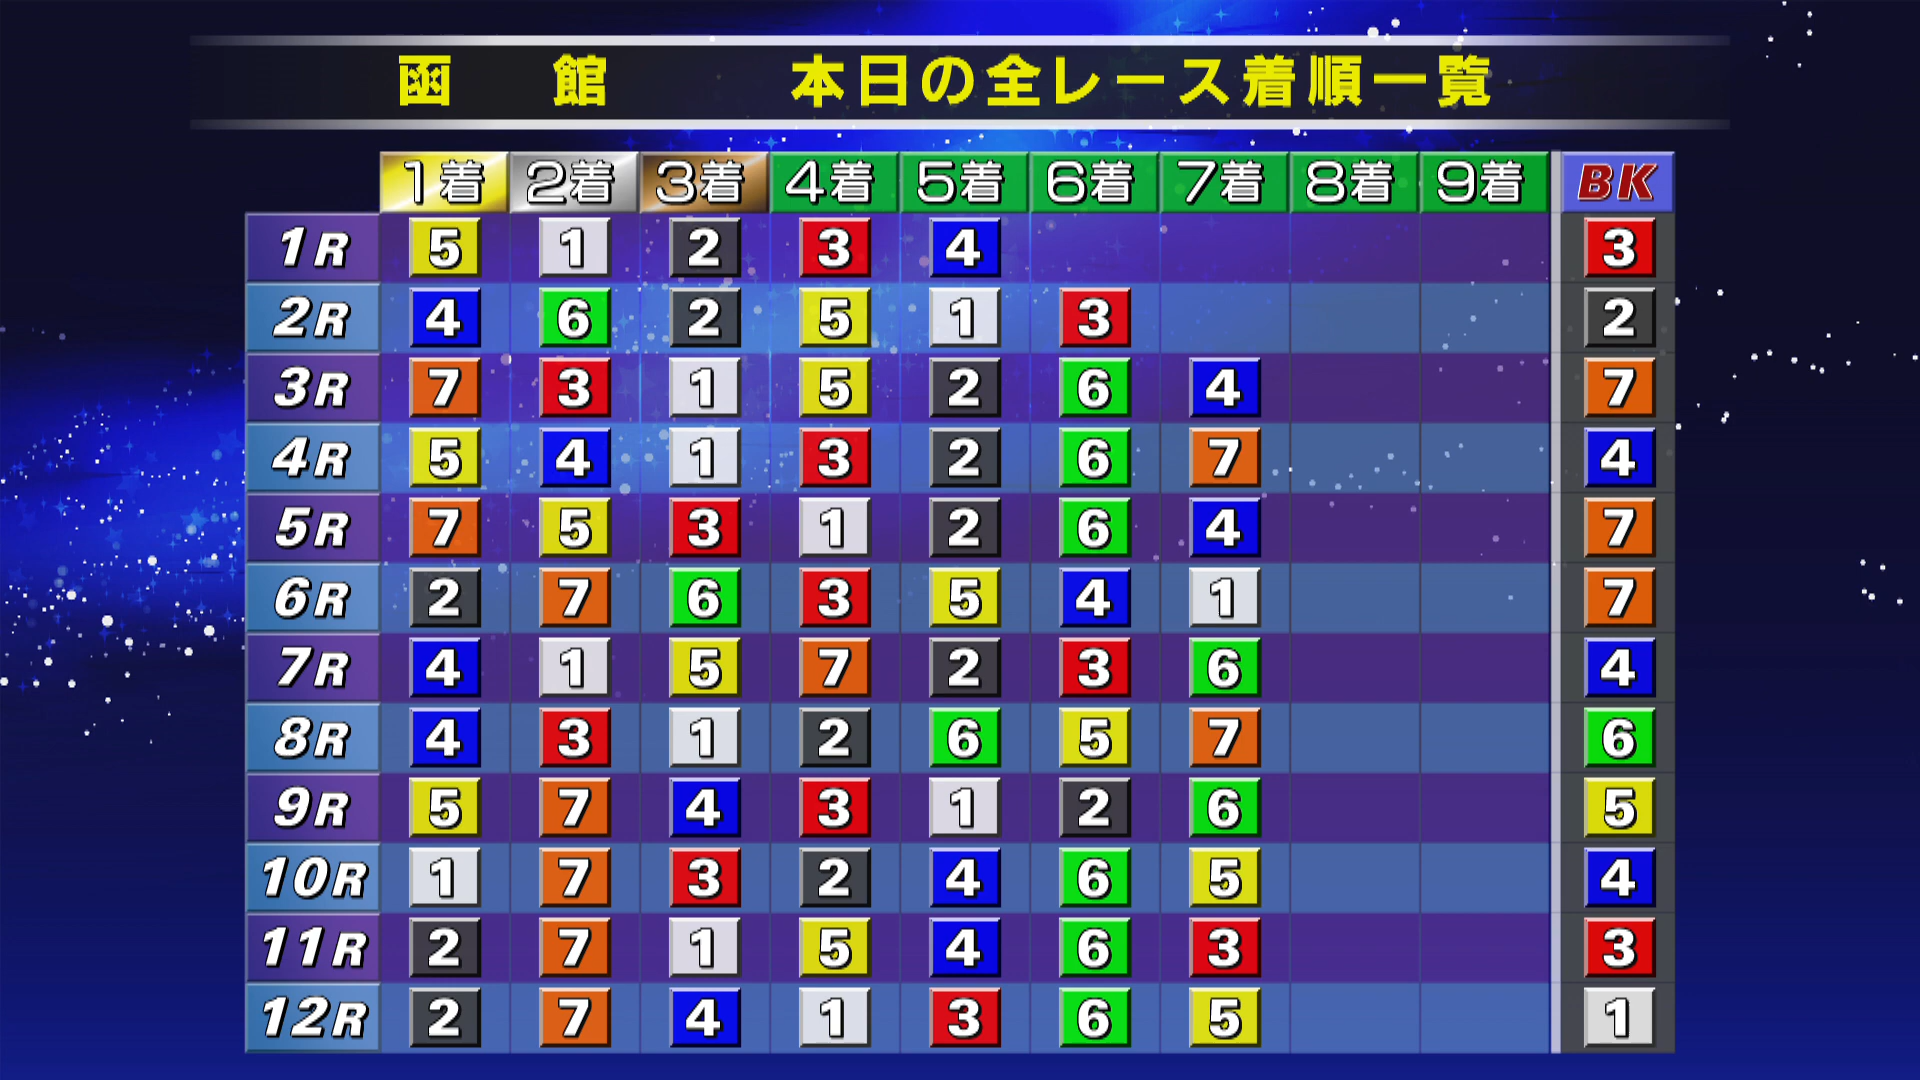 函館 本日の全レース着順一覧
1着 2着 3着 4着 5着 6着 7着 8着 9着 BK
1R 5 1 2 3 4 3
2R 4 6 2 5 1 3 2
3R 7 3 1 5 2 6 4 7
4R 5 4 1 3 2 6 7 4
5R 7 5 3 1 2 6 4 7
6R 2 7 6 3 5 4 1 7
7R 4 1 5 7 2 3 6 4
8R 4 3 1 2 6 5 7 6
9R 5 7 4 3 1 2 6 5
10R 1 7 3 2 4 6 5 4
11R 2 7 1 5 4 6 3 3
12R 2 7 4 1 3 6 5 1